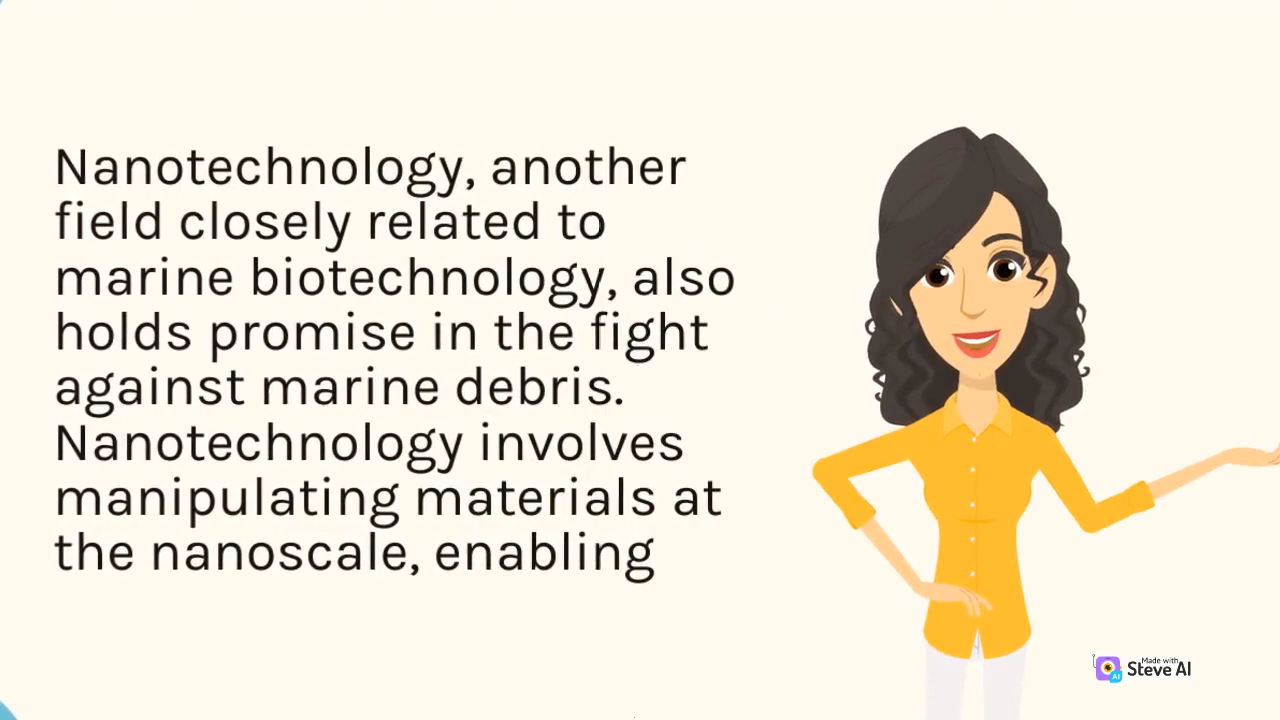 Nanotechnology, another
field closely related to
marine biotechnology, also
holds promise in the fight
against marine debris.
Nanotechnology involves
manipulating materials at
the nanoscale, enabling
Made with
Steve AI
AI